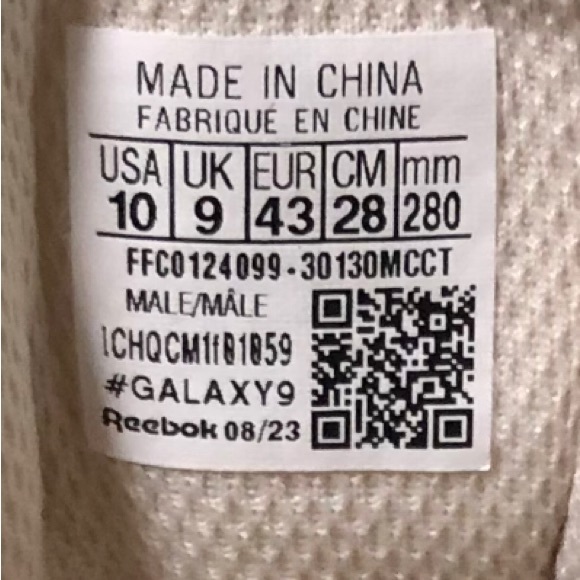 MADE IN CHINA
FABRIQUÉ EN CHINE
USA UK EUR CM mm
10 9 43 28 280
FFC0124099-30130MCCT
MALE/MÂLE
#GALAXY9
Reebok 08/23